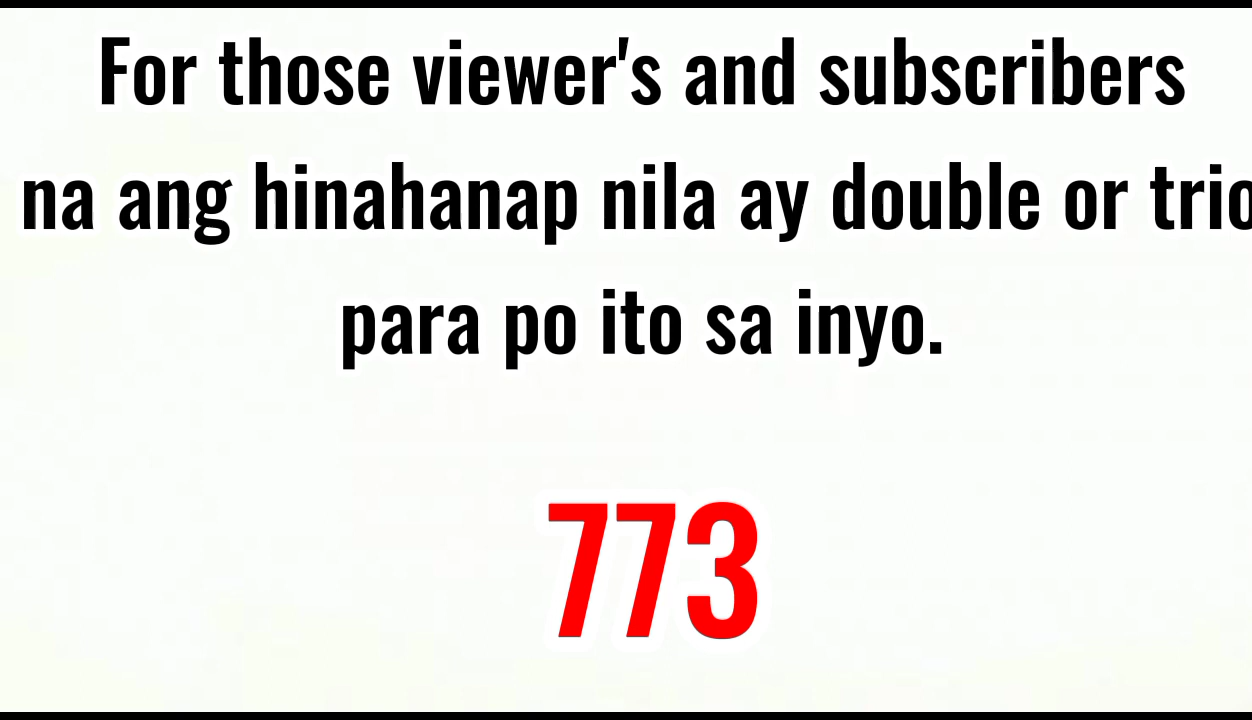 For those viewer's and subscribers
na ang hinahanap nila ay double or trio
para po ito sa inyo.
773